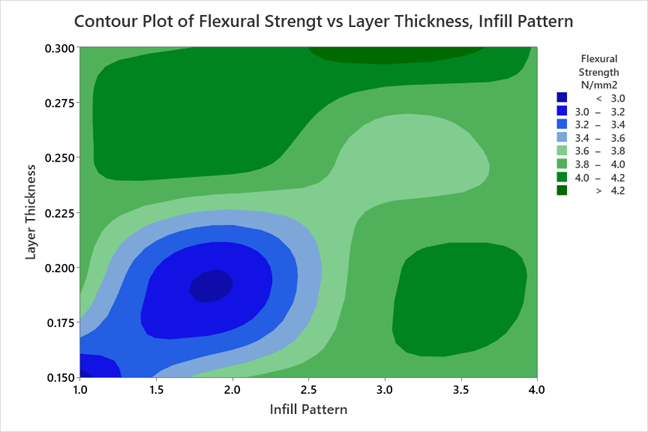 Contour Plot of Flexural Strengt vs Layer Thickness, Infill Pattern
Flexural
Strength
N/mm2
< 3.0
3.0 – 3.2
3.2 – 3.4
3.4 – 3.6
3.6 – 3.8
3.8 – 4.0
4.0 – 4.2
> 4.2
Layer Thickness
0.300
0.275
0.250
0.225
0.200
0.175
0.150
1.0 1.5 2.0 2.5 3.0 3.5 4.0
Infill Pattern